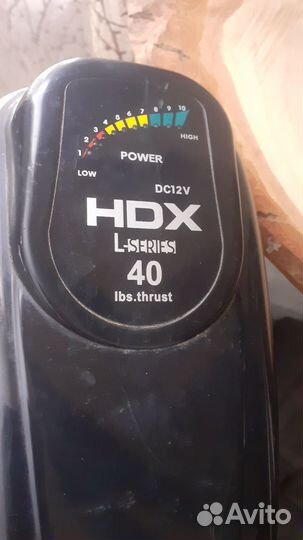 1 2 3 4 5 6 7 8 9 10
LOW POWER HIGH
DC12V
HDX
L-SERIES
40
lbs.thrust
Avito